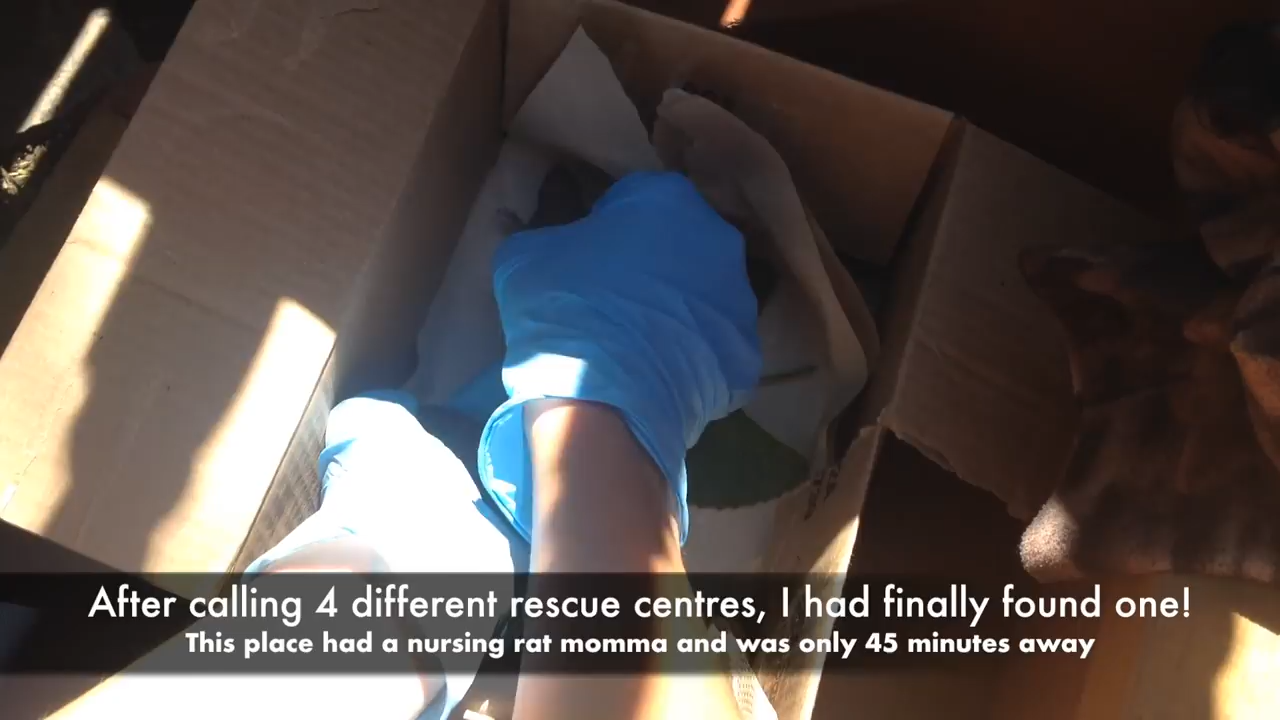 After calling 4 different rescue centres, I had finally found one!
This place had a nursing rat momma and was only 45 minutes away